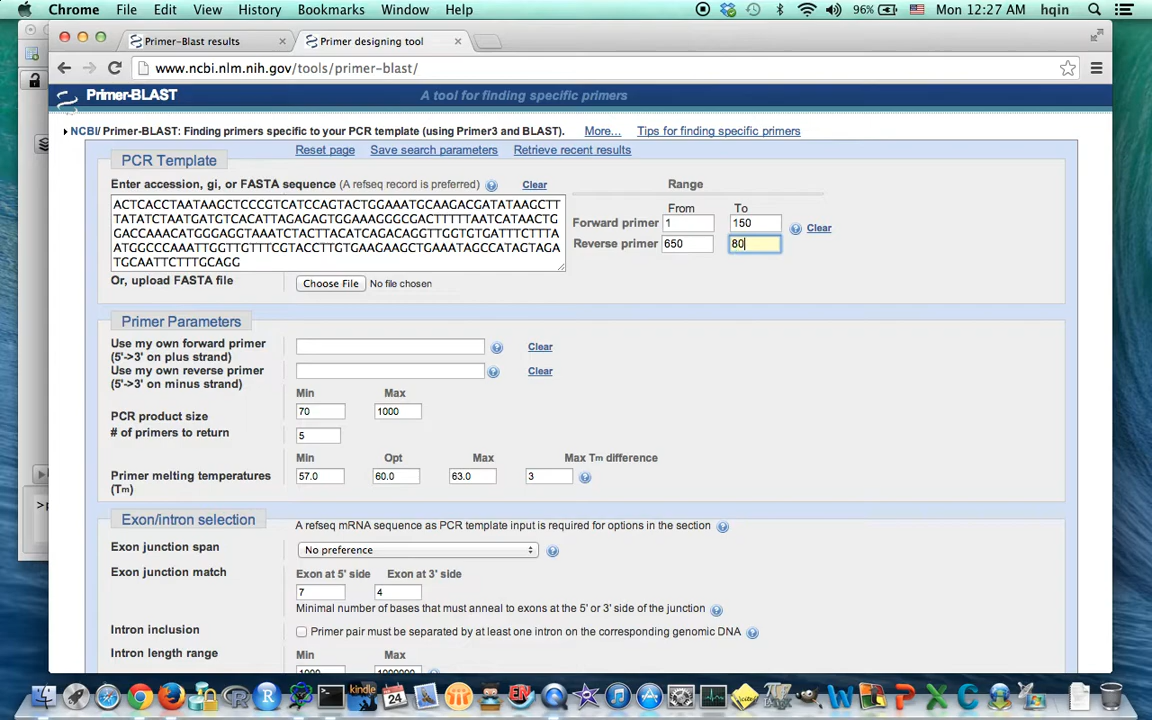 Chrome File Edit View History Bookmarks Window Help 96% Mon 12:27 AM hqin
Primer-Blast results Primer designing tool
www.ncbi.nlm.nih.gov/tools/primer-blast/
Primer-BLAST A tool for finding specific primers
NCBI/ Primer-BLAST: Finding primers specific to your PCR template (using Primer3 and BLAST). More... Tips for finding specific primers
Reset page Save search parameters Retrieve recent results
PCR Template
Enter accession, gi, or FASTA sequence (A refseq record is preferred) Clear Range
ACTCACCTAATAAGCTCCCGTCATCCAGTACTGGAAATGCAAGACGATATAAGCTT
TATATCTAATGATGTCACATTAGAGAGTGGAAAGGGCGACTTTTTAATCATAACTG
GACCAAACATGGGAGGTAAATCTACTTACATCAGACAGGTTGGTGTGATTTCTTTA
ATGGCCCAAATTGGTTGTTTCGTACCTTGTGAAGAAGCTGAAATAGCCATAGTAGA
TGCAATTCTTTGCAGG
From To
Forward primer 1 150 Clear
Reverse primer 650 80
Or, upload FASTA file Choose File No file chosen
Primer Parameters
Use my own forward primer
(5'->3' on plus strand) Clear
Use my own reverse primer
(5'->3' on minus strand) Clear
Min Max
PCR product size 70 1000
# of primers to return 5
Min Opt Max Max Tm difference
Primer melting temperatures
(Tm) 57.0 60.0 63.0 3
Exon/intron selection A refseq mRNA sequence as PCR template input is required for options in the section
Exon junction span No preference
Exon junction match Exon at 5' side Exon at 3' side
7 4
Minimal number of bases that must anneal to exons at the 5' or 3' side of the junction
Intron inclusion Primer pair must be separated by at least one intron on the corresponding genomic DNA
Intron length range Min Max
1000 1000000